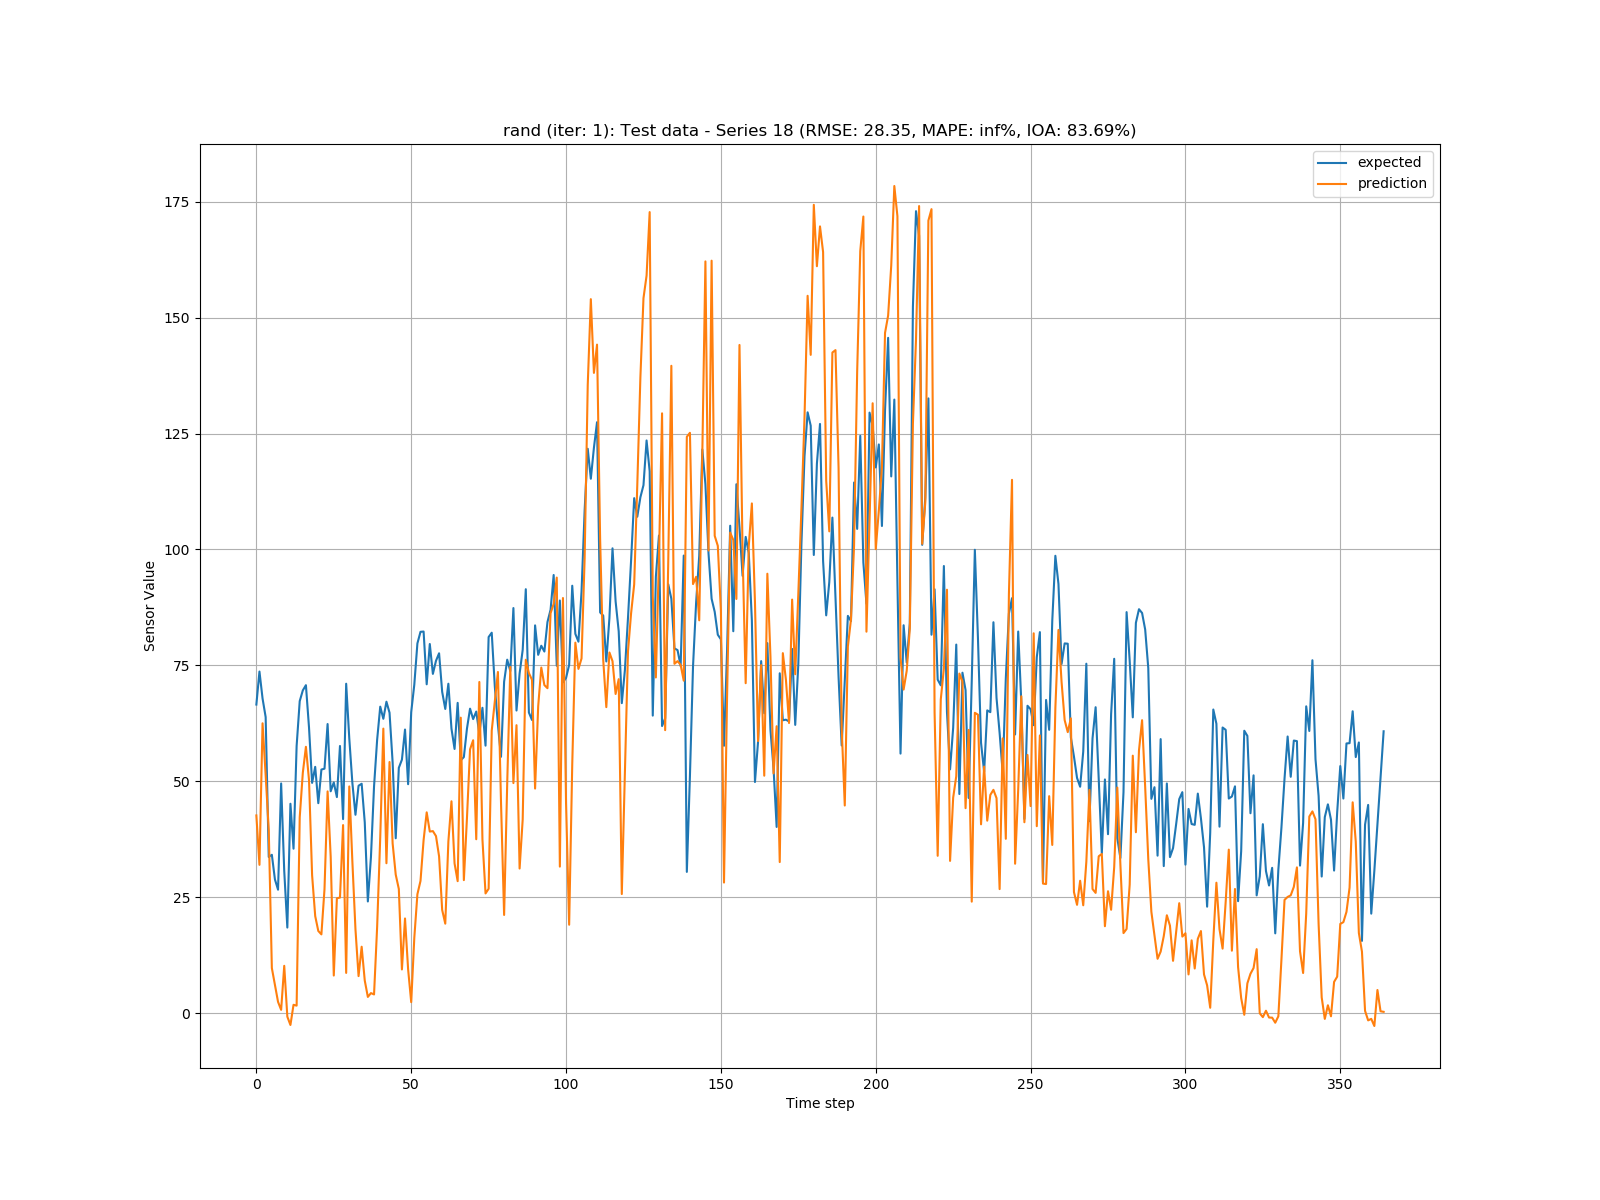 rand (iter: 1): Test data - Series 18 (RMSE: 28.35, MAPE: inf%, IOA: 83.69%)
expected
prediction
175
150
125
100
75
50
25
0
Sensor Value
0 50 100 150 200 250 300 350
Time step